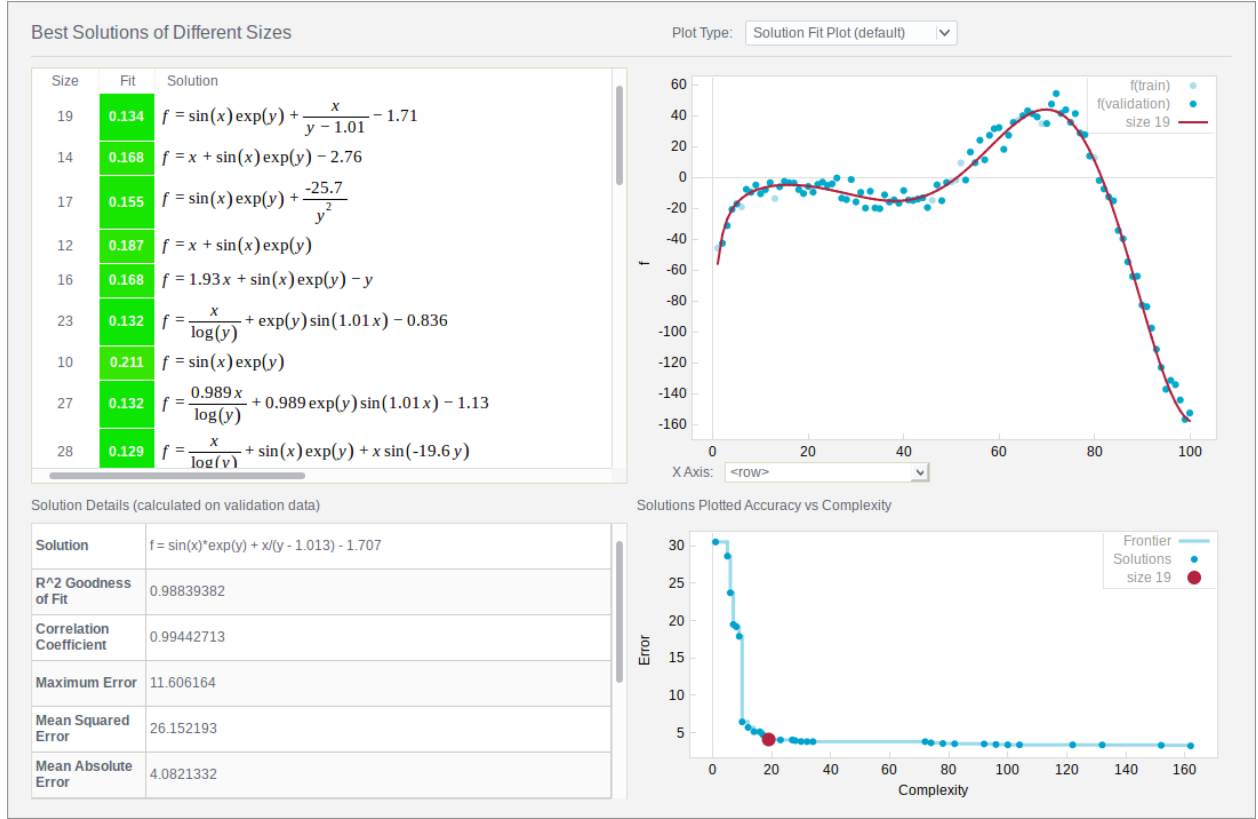 Best Solutions of Different Sizes
Plot Type: Solution Fit Plot (default)
Size Fit Solution
19 0.134 f = sin(x) exp(y) + x/(y − 1.01) − 1.71
14 0.168 f = x + sin(x) exp(y) − 2.76
17 0.155 f = sin(x) exp(y) + -25.7/y^2
12 0.187 f = x + sin(x) exp(y)
16 0.168 f = 1.93 x + sin(x) exp(y) − y
23 0.132 f = x/log(y) + exp(y) sin(1.01 x) − 0.836
10 0.211 f = sin(x) exp(y)
27 0.132 f = 0.989 x/log(y) + 0.989 exp(y) sin(1.01 x) − 1.13
28 0.129 f = x/log(y) + sin(x) exp(y) + x sin(-19.6 y)
f(train)
f(validation)
size 19
60
40
20
0
-20
-40
-60
-80
-100
-120
-140
-160
f
0 20 40 60 80 100
X Axis: <row>
Solution Details (calculated on validation data)
Solution f = sin(x)*exp(y) + x/(y - 1.013) - 1.707
R^2 Goodness
of Fit 0.98839382
Correlation
Coefficient 0.99442713
Maximum Error 11.606164
Mean Squared
Error 26.152193
Mean Absolute
Error 4.0821332
Solutions Plotted Accuracy vs Complexity
Frontier
Solutions
size 19
30
25
20
15
10
5
Error
0 20 40 60 80 100 120 140 160
Complexity